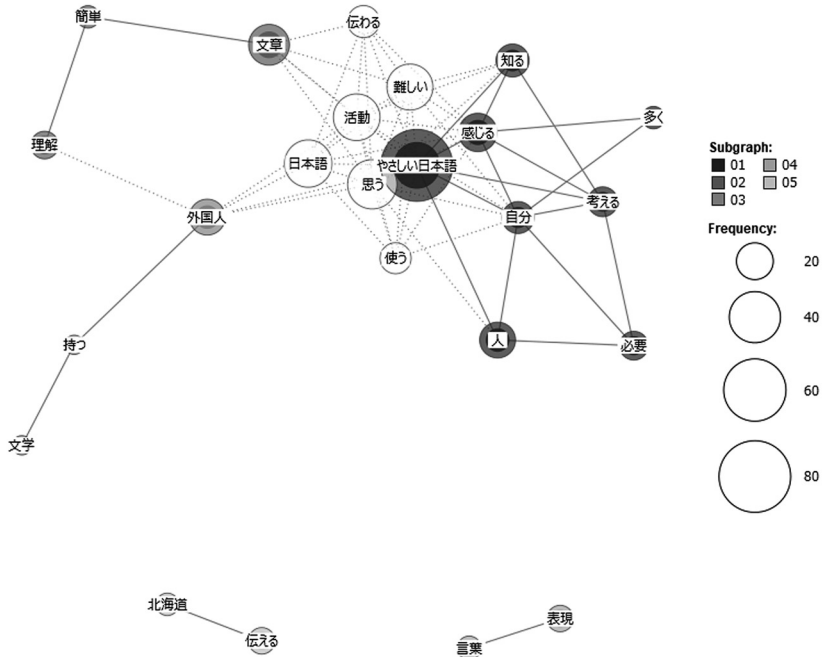 簡単
伝わる
文章
知る
難しい
活動
多く
感じる
理解
日本語
やさしい日本語
思う
考える
外国人
自分
使う
人
必要
持つ
文学
北海道
伝える
表現
言葉
Subgraph:
01 04
02 05
03
Frequency:
20
40
60
80